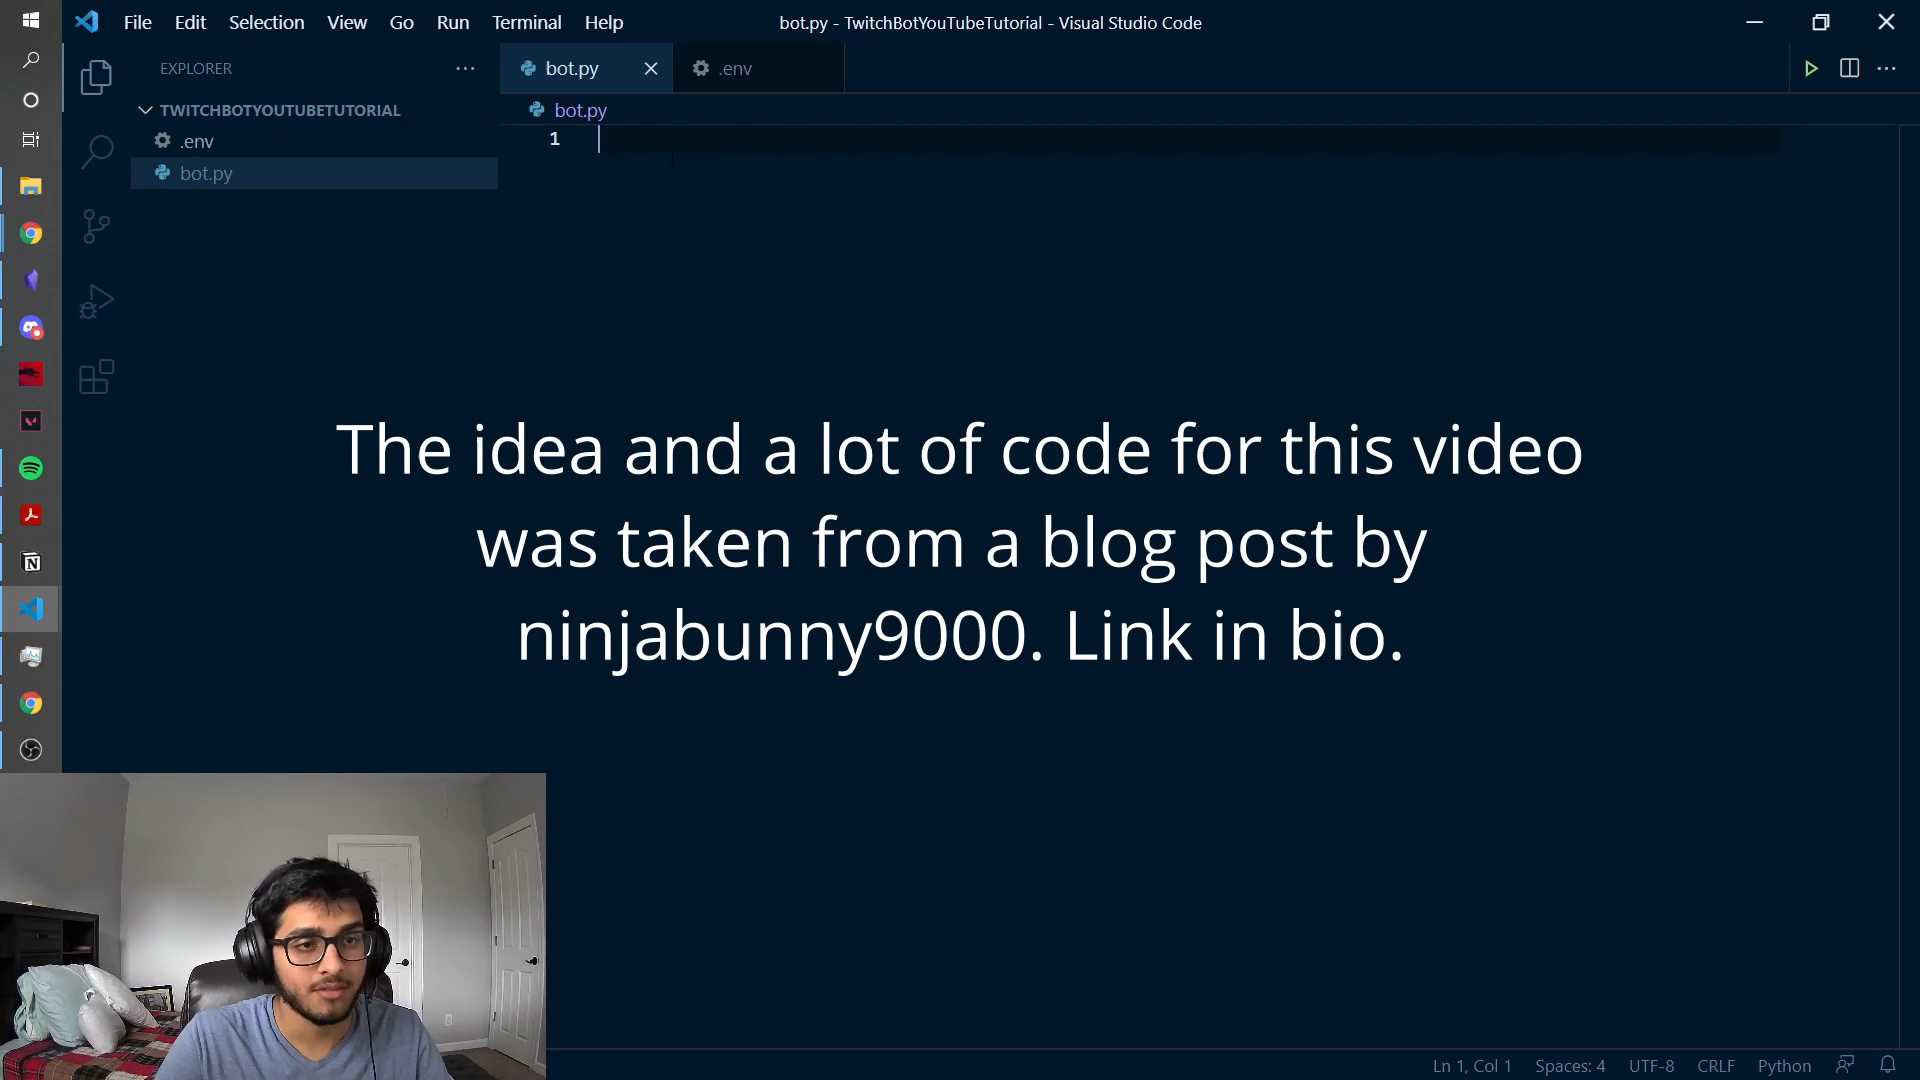 File Edit Selection View Go Run Terminal Help
bot.py - TwitchBotYouTubeTutorial - Visual Studio Code
EXPLORER
TWITCHBOTYOUTUBETUTORIAL
.env
bot.py
bot.py
.env
bot.py
1
The idea and a lot of code for this video
was taken from a blog post by
ninjabunny9000. Link in bio.
Ln 1, Col 1 Spaces: 4 UTF-8 CRLF Python